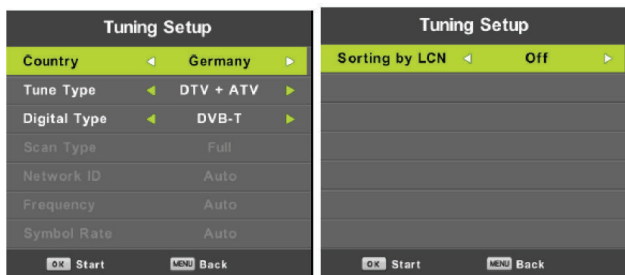 Tuning Setup
Country Germany
Tune Type DTV + ATV
Digital Type DVB-T
Scan Type Full
Network ID Auto
Frequency Auto
Symbol Rate Auto
OK Start MENU Back
Tuning Setup
Sorting by LCN Off
OK Start MENU Back